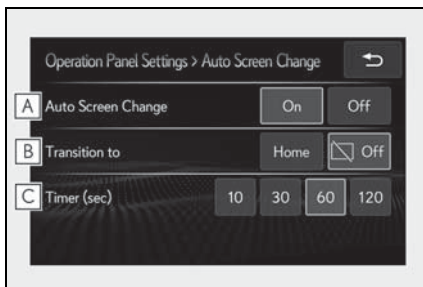 Operation Panel Settings > Auto Screen Change
A Auto Screen Change On Off
B Transition to Home Off
C Timer (sec) 10 30 60 120